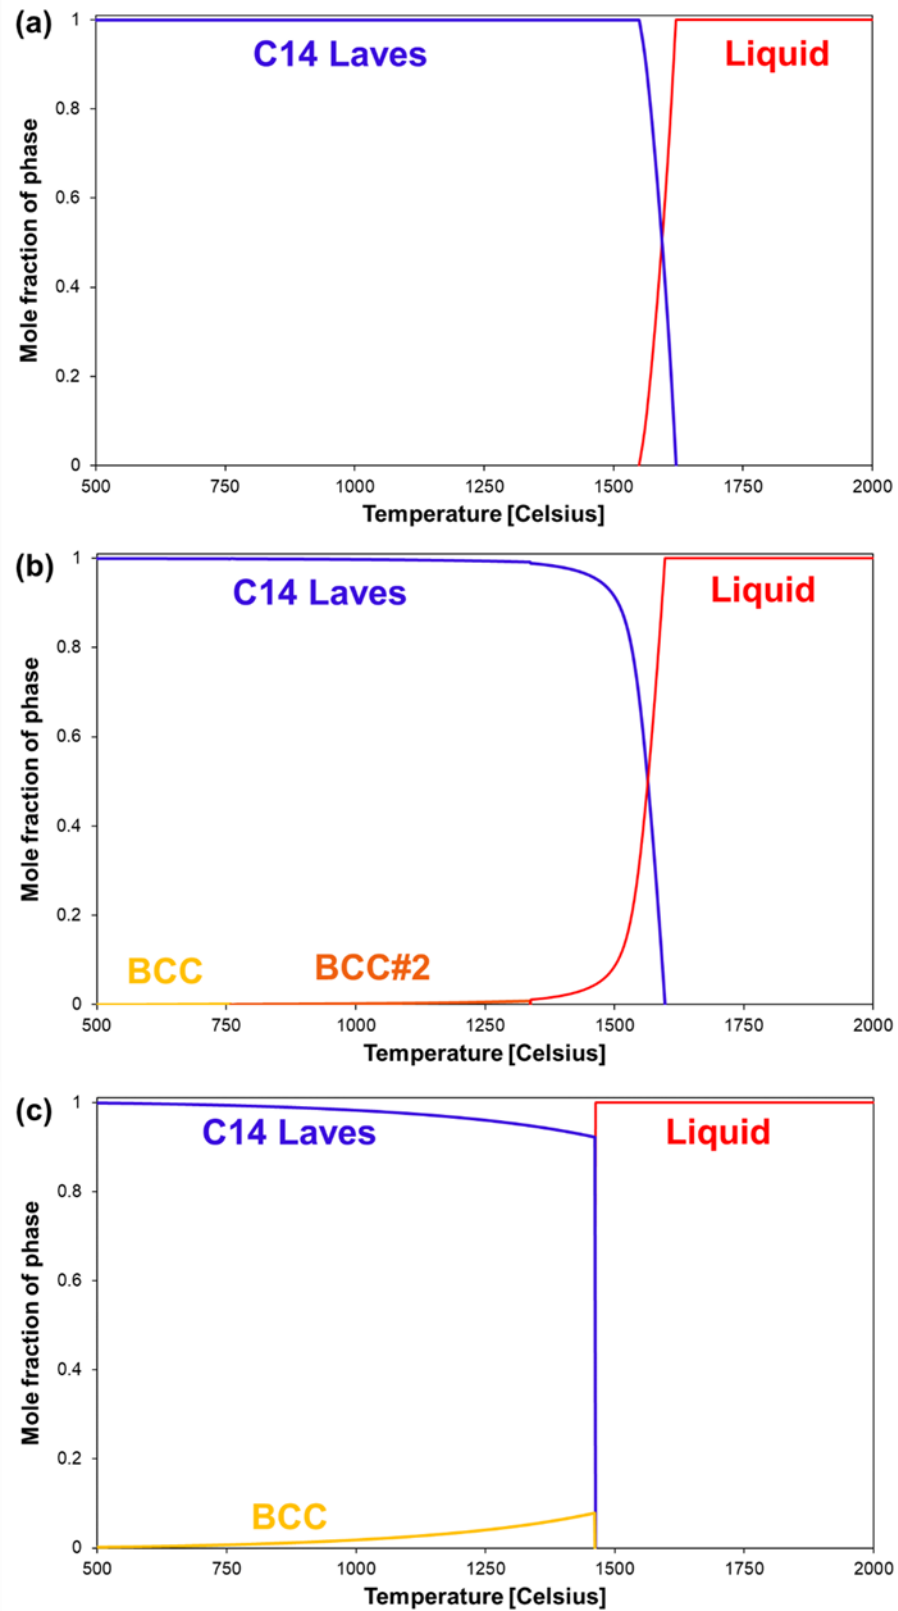 (a)
1
C14 Laves
Liquid
0.8
0.6
0.4
0.2
0
Mole fraction of phase
500 750 1000 1250 1500 1750 2000
Temperature [Celsius]
(b)
1
C14 Laves
Liquid
0.8
0.6
0.4
0.2
BCC
BCC#2
0
Mole fraction of phase
500 750 1000 1250 1500 1750 2000
Temperature [Celsius]
(c)
1
C14 Laves
Liquid
0.8
0.6
0.4
0.2
BCC
0
Mole fraction of phase
500 750 1000 1250 1500 1750 2000
Temperature [Celsius]